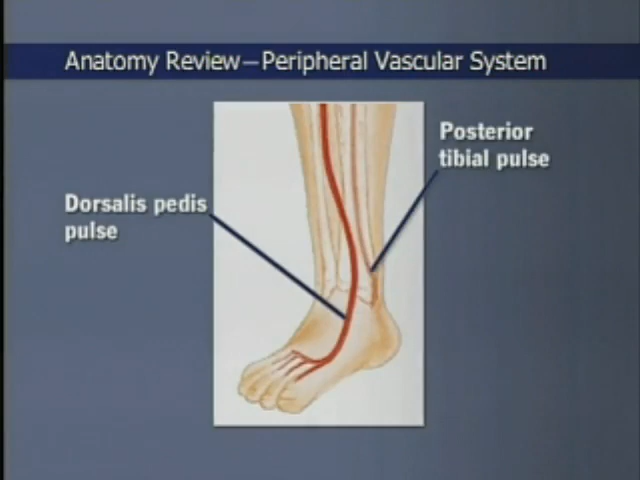 Anatomy Review—Peripheral Vascular System
Posterior
tibial pulse
Dorsalis pedis
pulse